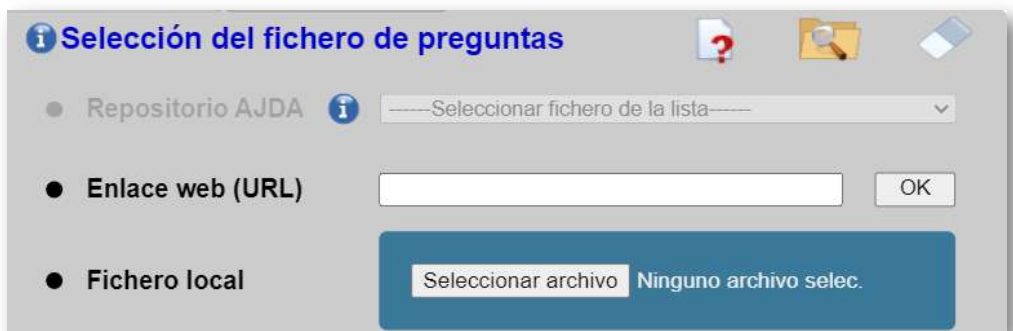 Selección del fichero de preguntas
Repositorio AJDA ------Seleccionar fichero de la lista------
Enlace web (URL) OK
Fichero local Seleccionar archivo Ninguno archivo selec.